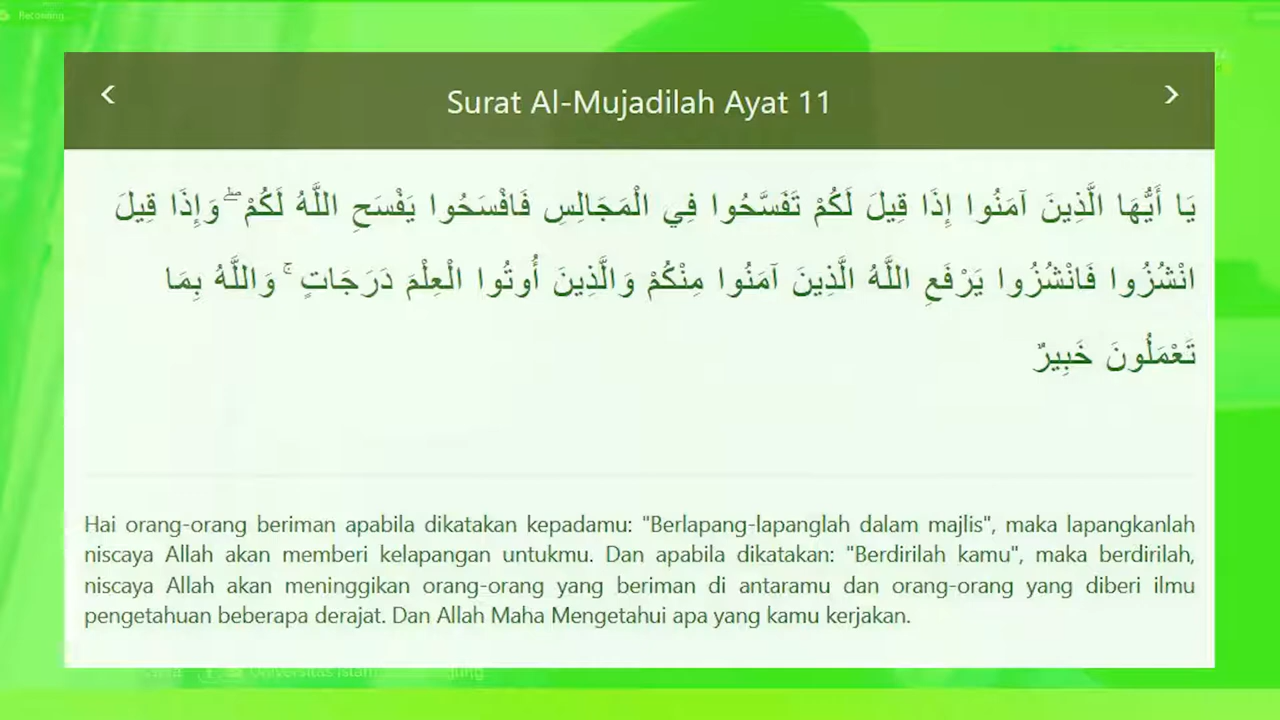 Recording...
Surat Al-Mujadilah Ayat 11
يَا أَيُّهَا الَّذِينَ آمَنُوا إِذَا قِيلَ لَكُمْ تَفَسَّحُوا فِي الْمَجَالِسِ فَافْسَحُوا يَفْسَحِ اللَّهُ لَكُمْ ۖ وَإِذَا قِيلَ
انْشُزُوا فَانْشُزُوا يَرْفَعِ اللَّهُ الَّذِينَ آمَنُوا مِنْكُمْ وَالَّذِينَ أُوتُوا الْعِلْمَ دَرَجَاتٍ ۚ وَاللَّهُ بِمَا
تَعْمَلُونَ خَبِيرٌ
Hai orang-orang beriman apabila dikatakan kepadamu: "Berlapang-lapanglah dalam majlis", maka lapangkanlah
niscaya Allah akan memberi kelapangan untukmu. Dan apabila dikatakan: "Berdirilah kamu", maka berdirilah,
niscaya Allah akan meninggikan orang-orang yang beriman di antaramu dan orang-orang yang diberi ilmu
pengetahuan beberapa derajat. Dan Allah Maha Mengetahui apa yang kamu kerjakan.
Universitas Islam